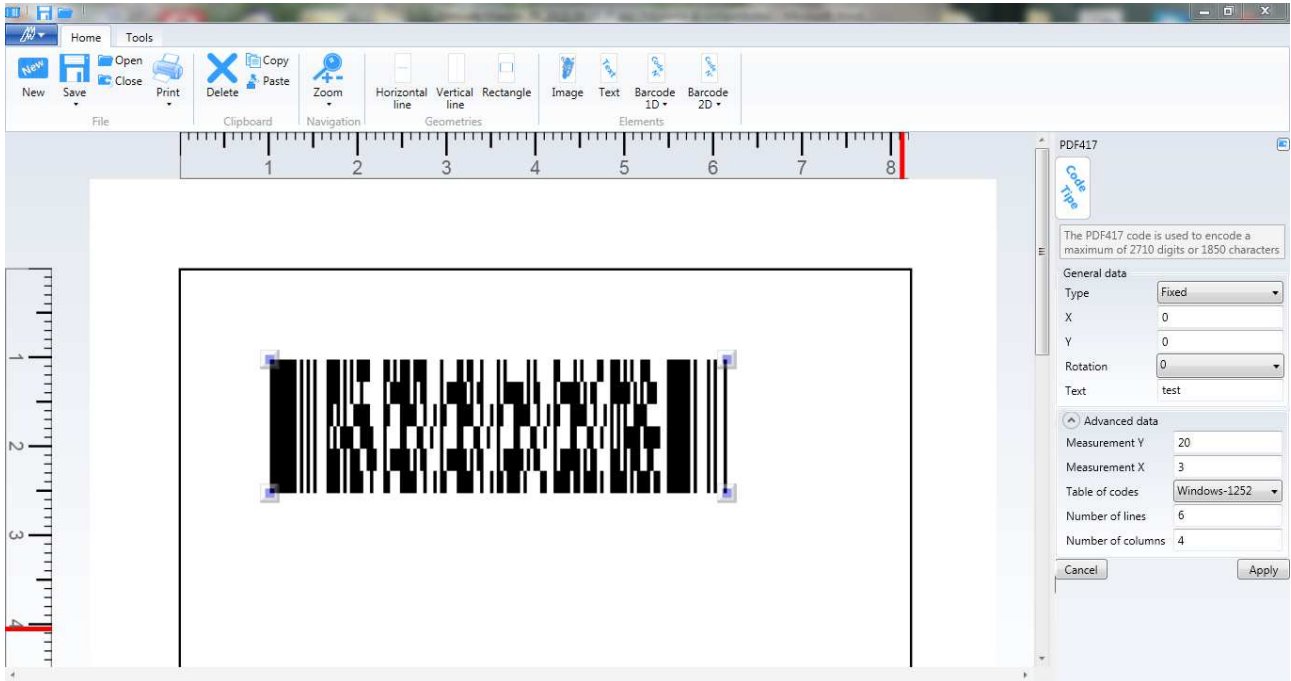 Home Tools
New Save Open Close Print Delete Copy Paste Zoom Horizontal line Vertical line Rectangle Image Text Barcode 1D Barcode 2D
File Clipboard Navigation Geometries Elements
1 2 3 4 5 6 7 8
1
2
3
4
PDF417
Code
Tipe
The PDF417 code is used to encode a
maximum of 2710 digits or 1850 characters
General data
Type Fixed
X 0
Y 0
Rotation 0
Text test
Advanced data
Measurement Y 20
Measurement X 3
Table of codes Windows-1252
Number of lines 6
Number of columns 4
Cancel Apply